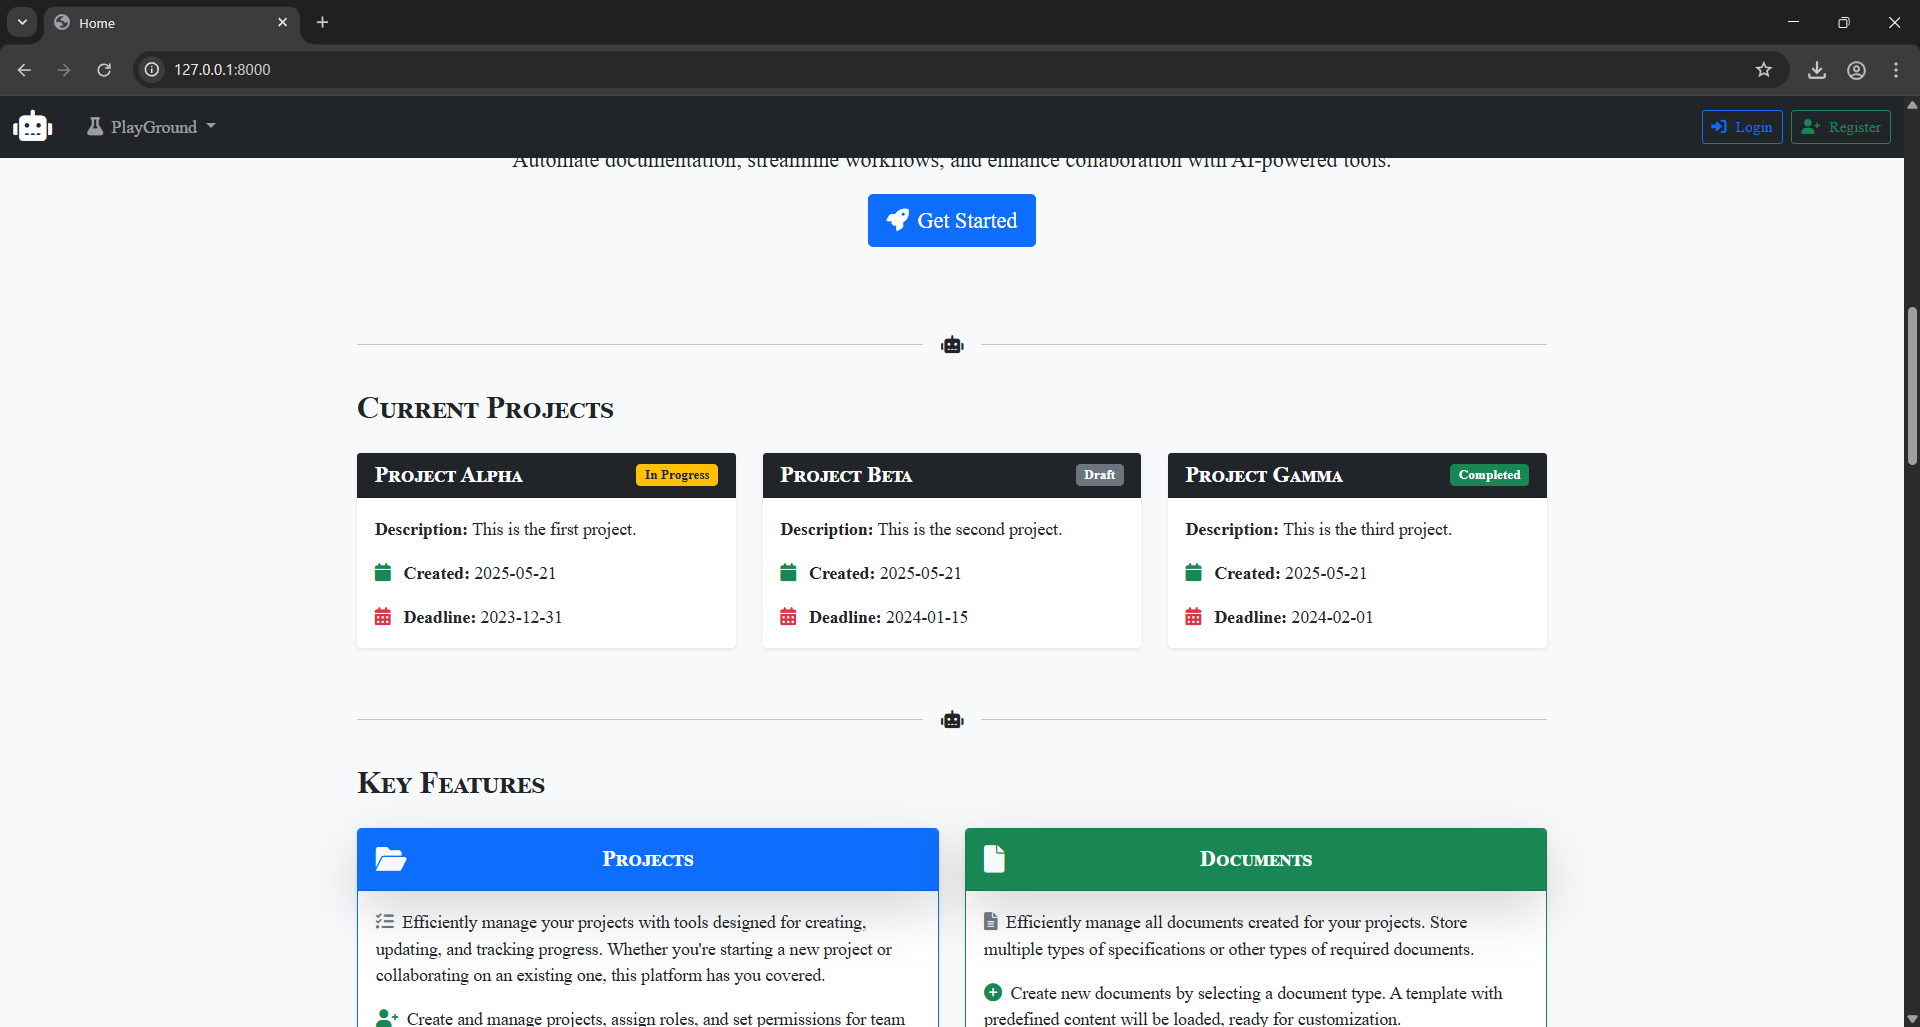 Home
127.0.0.1:8000
PlayGround
Login
Register
Automate documentation, streamline workflows, and enhance collaboration with AI-powered tools.
Get Started
Current Projects
Project Alpha
In Progress
Description: This is the first project.
Created: 2025-05-21
Deadline: 2023-12-31
Project Beta
Draft
Description: This is the second project.
Created: 2025-05-21
Deadline: 2024-01-15
Project Gamma
Completed
Description: This is the third project.
Created: 2025-05-21
Deadline: 2024-02-01
Key Features
Projects
Efficiently manage your projects with tools designed for creating,
updating, and tracking progress. Whether you're starting a new project or
collaborating on an existing one, this platform has you covered.
Create and manage projects, assign roles, and set permissions for team
Documents
Efficiently manage all documents created for your projects. Store
multiple types of specifications or other types of required documents.
Create new documents by selecting a document type. A template with
predefined content will be loaded, ready for customization.